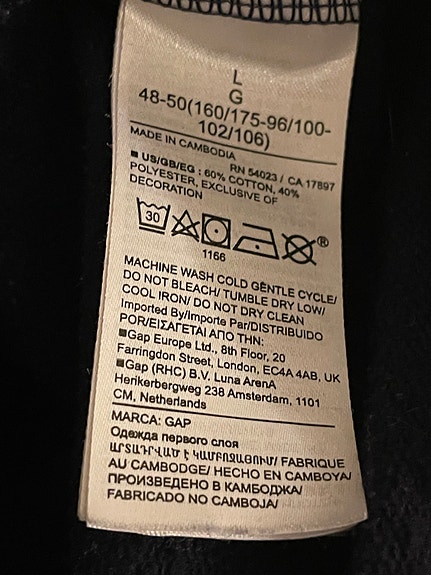 L
G
48-50(160/175-96/100-
102/106)
MADE IN CAMBODIA
RN 54023 / CA 17897
US/GB/EG : 60% COTTON, 40%
POLYESTER, EXCLUSIVE OF
DECORATION
30
®
1166
MACHINE WASH COLD GENTLE CYCLE/
DO NOT BLEACH/ TUMBLE DRY LOW/
COOL IRON/ DO NOT DRY CLEAN
Imported By/Importe Par/DISTRIBUIDO
POR/ΕΙΣΑΓΕΤΑΙ ΑΠΟ ΤΗΝ:
Gap Europe Ltd., 8th Floor, 20
Farringdon Street, London, EC4A 4AB, UK
Gap (RHC) B.V. Luna ArenA
Herikerbergweg 238 Amsterdam, 1101
CM, Netherlands
MARCA: GAP
Одежда первого слоя
ԱՐՏԱԴՐՎԱԾ Է ԿԱՄԲՈՋԱՅՈՒՄ/ FABRIQUE
AU CAMBODGE/ HECHO EN CAMBOYA/
ПРОИЗВЕДЕНО В КАМБОДЖА/
FABRICADO NO CAMBOJA/